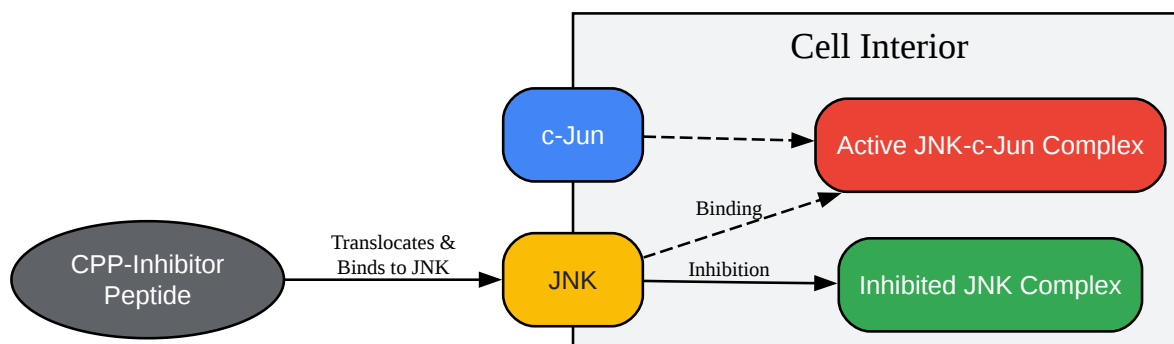 Cell Interior
c-Jun
Active JNK-c-Jun Complex
Binding
Translocates &
Binds to JNK
CPP-Inhibitor
Peptide
JNK
Inhibition
Inhibited JNK Complex